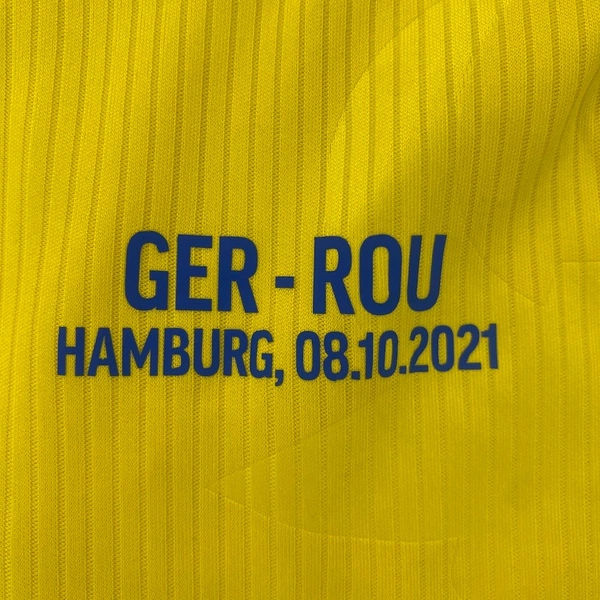 GER - ROU
HAMBURG, 08.10.2021